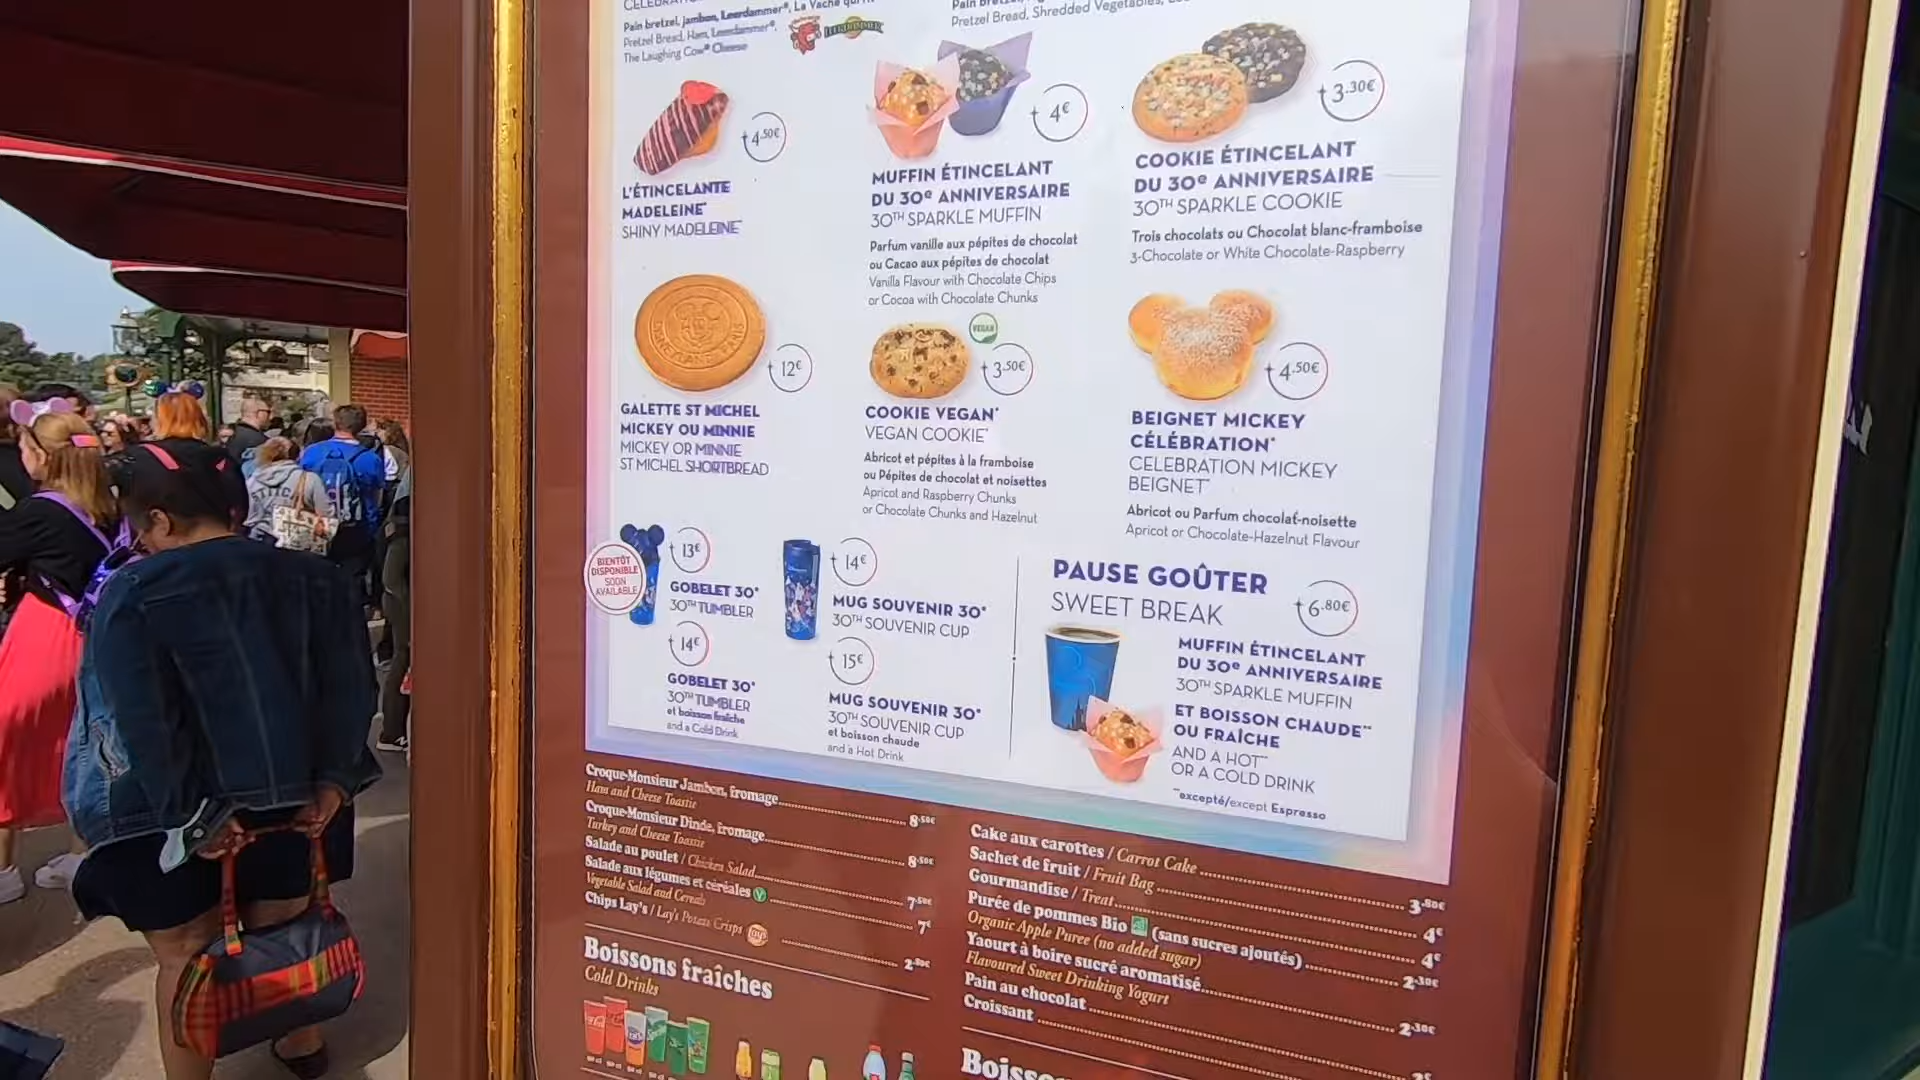 Pain bretzel, jambon, Leerdammer®, La Vache qui
Pretzel Bread, Ham, Leerdammer®,
The Laughing Cow® Cheese
Pretzel Bread, Shredded Vegetables,
4.50€
L'ÉTINCELANTE
MADELEINE*
SHINY MADELEINE*
4€
MUFFIN ÉTINCELANT
DU 30e ANNIVERSAIRE
30TH SPARKLE MUFFIN
Parfum vanille aux pépites de chocolat
ou Cacao aux pépites de chocolat
Vanilla Flavour with Chocolate Chips
or Cocoa with Chocolate Chunks
3.30€
COOKIE ÉTINCELANT
DU 30e ANNIVERSAIRE
30TH SPARKLE COOKIE
Trois chocolats ou Chocolat blanc-framboise
3-Chocolate or White Chocolate-Raspberry
12€
GALETTE ST MICHEL
MICKEY OU MINNIE
MICKEY OR MINNIE
ST MICHEL SHORTBREAD
VEGAN
3.50€
COOKIE VEGAN*
VEGAN COOKIE*
Abricot et pépites à la framboise
ou Pépites de chocolat et noisettes
Apricot and Raspberry Chunks
or Chocolate Chunks and Hazelnut
4.50€
BEIGNET MICKEY
CÉLÉBRATION*
CELEBRATION MICKEY
BEIGNET*
Abricot ou Parfum chocolat-noisette
Apricot or Chocolate-Hazelnut Flavour
BIENTÔT
DISPONIBLE
SOON
AVAILABLE
13€
GOBELET 30*
30TH TUMBLER
14€
GOBELET 30*
30TH TUMBLER
et boisson fraîche
and a Cold Drink
14€
MUG SOUVENIR 30*
30TH SOUVENIR CUP
15€
MUG SOUVENIR 30*
30TH SOUVENIR CUP
et boisson chaude
and a Hot Drink
PAUSE GOÛTER
SWEET BREAK
6.80€
MUFFIN ÉTINCELANT
DU 30e ANNIVERSAIRE
30TH SPARKLE MUFFIN
ET BOISSON CHAUDE**
OU FRAÎCHE
AND A HOT**
OR A COLD DRINK
**excepté/except Espresso
Croque-Monsieur Jambon, fromage 8.50€
Ham and Cheese Toastie
Croque-Monsieur Dinde, fromage 8.50€
Turkey and Cheese Toastie
Salade au poulet / Chicken Salad 7.50€
Salade aux légumes et céréales 7€
Vegetable Salad and Cereals
Chips Lay's / Lay's Potato Crisps Lay's 2.80€
Boissons fraîches
Cold Drinks
Cake aux carottes / Carrot Cake 3.80€
Sachet de fruit / Fruit Bag 4€
Gourmandise / Treat 4€
Purée de pommes Bio (sans sucres ajoutés) 2.30€
Organic Apple Puree (no added sugar)
Yaourt à boire sucré aromatisé 2.30€
Flavoured Sweet Drinking Yogurt
Pain au chocolat
Croissant